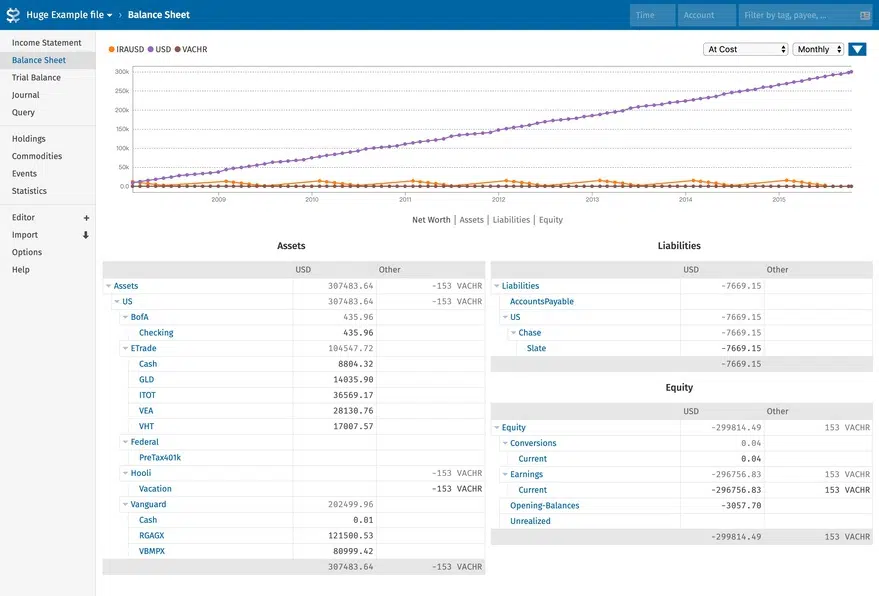 Huge Example file › Balance Sheet
Time Account Filter by tag, payee, ...
Income Statement
Balance Sheet
Trial Balance
Journal
Query
Holdings
Commodities
Events
Statistics
Editor +
Import
Options
Help
IRAUSD USD VACHR
At Cost Monthly
300k
250k
200k
150k
100k
50k
0.0
2009 2010 2011 2012 2013 2014 2015
Net Worth | Assets | Liabilities | Equity
Assets
USD Other
Assets 307483.64 -153 VACHR
US 307483.64 -153 VACHR
BofA 435.96
Checking 435.96
ETrade 104547.72
Cash 8804.32
GLD 14035.90
ITOT 36569.17
VEA 28130.76
VHT 17007.57
Federal
PreTax401k
Hooli -153 VACHR
Vacation -153 VACHR
Vanguard 202499.96
Cash 0.01
RGAGX 121500.53
VBMPX 80999.42
307483.64 -153 VACHR
Liabilities
USD Other
Liabilities -7669.15
AccountsPayable
US -7669.15
Chase -7669.15
Slate -7669.15
-7669.15
Equity
USD Other
Equity -299814.49 153 VACHR
Conversions 0.04
Current 0.04
Earnings -296756.83 153 VACHR
Current -296756.83 153 VACHR
Opening-Balances -3057.70
Unrealized
-299814.49 153 VACHR